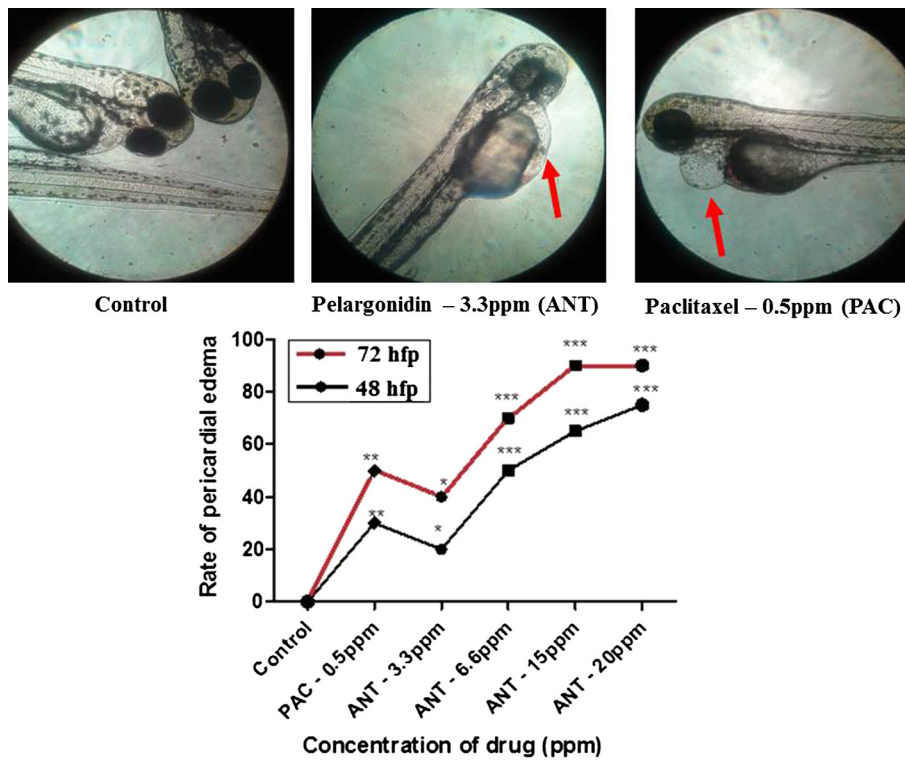 Control
Pelargonidin – 3.3ppm (ANT)
Paclitaxel – 0.5ppm (PAC)
Rate of pericardial edema
100
80
60
40
20
0
72 hfp
48 hfp
**
*
***
***
***
**
*
***
***
***
Control
PAC - 0.5ppm
ANT - 3.3ppm
ANT - 6.6ppm
ANT - 15ppm
ANT - 20ppm
Concentration of drug (ppm)